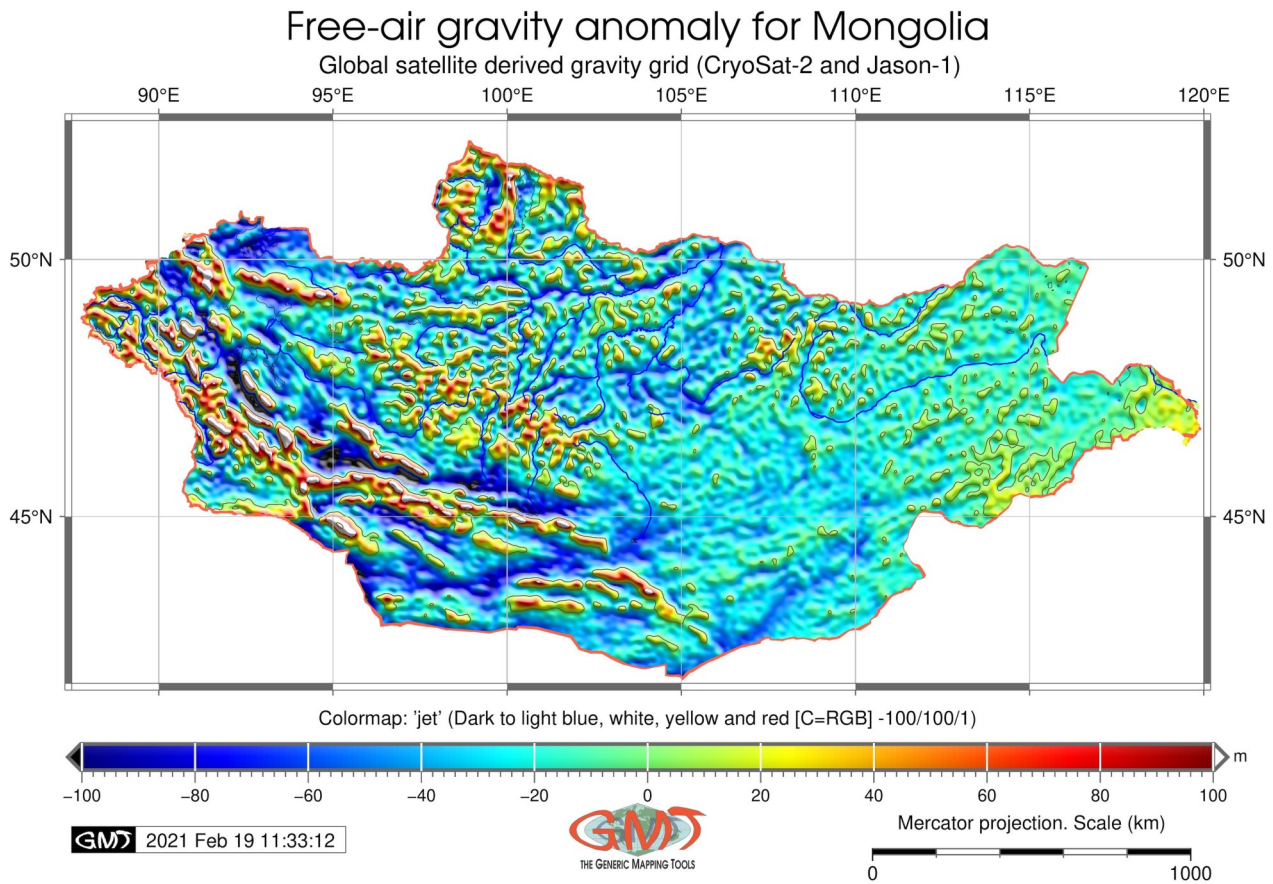 Free-air gravity anomaly for Mongolia
Global satellite derived gravity grid (CryoSat-2 and Jason-1)
90°E 95°E 100°E 105°E 110°E 115°E 120°E
50°N 50°N
45°N 45°N
Colormap: 'jet' (Dark to light blue, white, yellow and red [C=RGB] -100/100/1)
m
−100 −80 −60 −40 −20 0 20 40 60 80 100
GMT 2021 Feb 19 11:33:12
GMT
THE GENERIC MAPPING TOOLS
Mercator projection. Scale (km)
0 1000